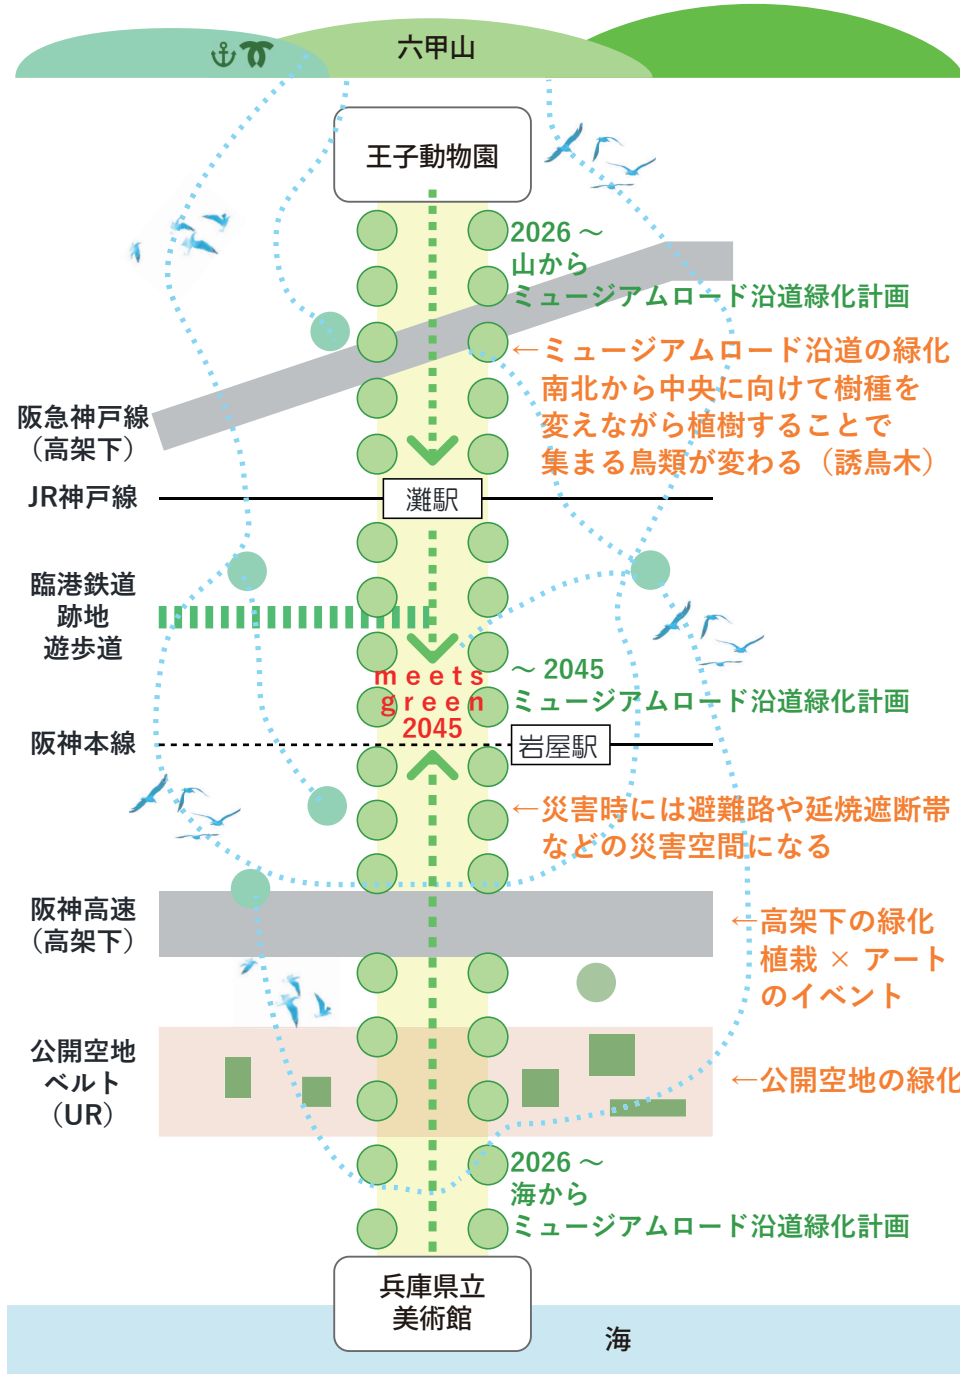 六甲山
王子動物園
2026 ～
山から
ミュージアムロード沿道緑化計画
←ミュージアムロード沿道の緑化
南北から中央に向けて樹種を
変えながら植樹することで
集まる鳥類が変わる（誘鳥木）
阪急神戸線
（高架下）
JR神戸線
灘駅
臨港鉄道
跡地
遊歩道
～ 2045
ミュージアムロード沿道緑化計画
meets
green
2045
阪神本線
岩屋駅
←災害時には避難路や延焼遮断帯
などの災害空間になる
阪神高速
（高架下）
←高架下の緑化
植栽 × アート
のイベント
公開空地
ベルト
（UR）
←公開空地の緑化
2026 ～
海から
ミュージアムロード沿道緑化計画
兵庫県立
美術館
海